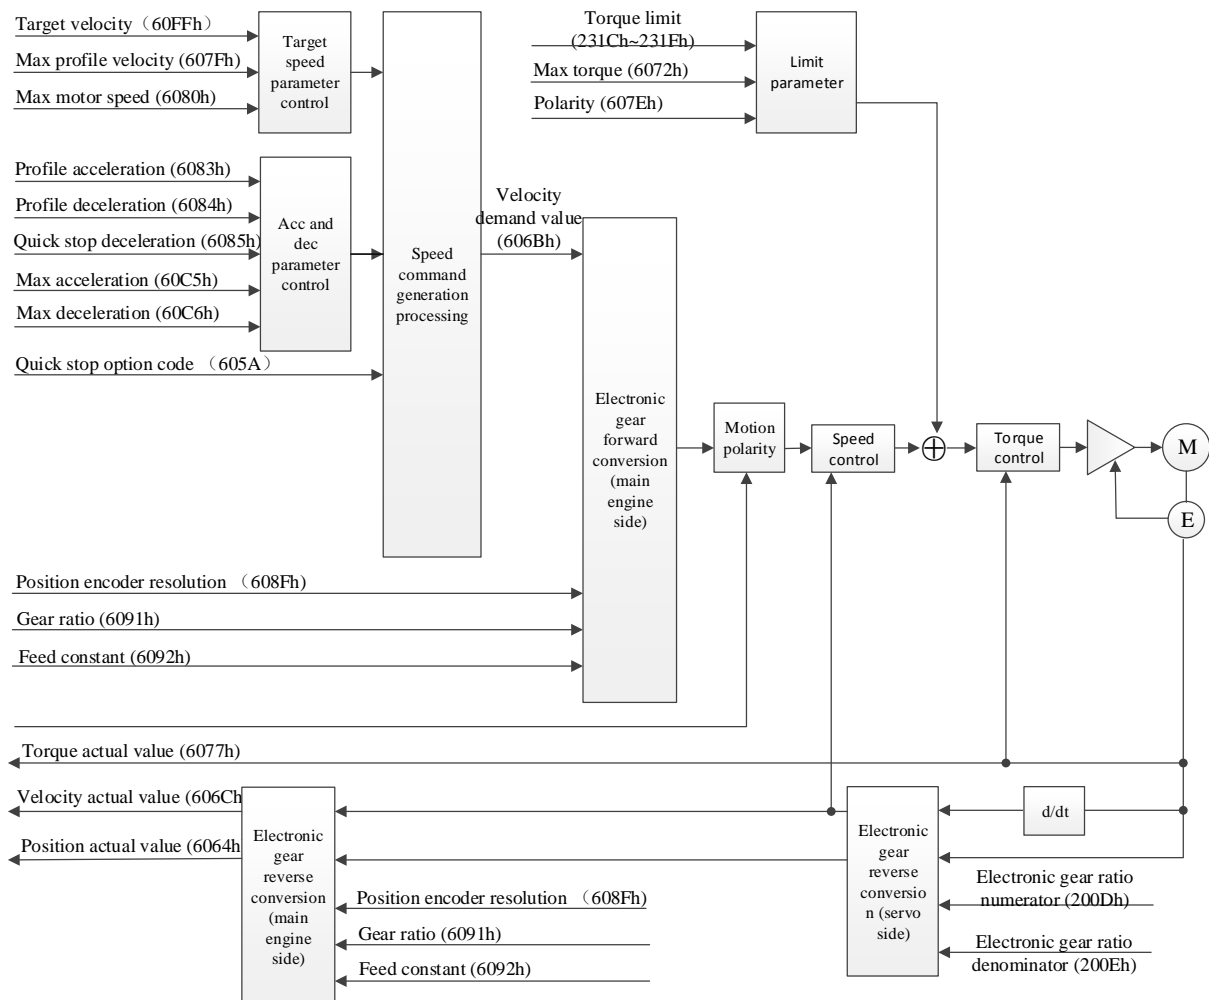 Target velocity（60FFh)
Max profile velocity (607Fh)
Max motor speed (6080h)
Target
speed
parameter
control
Torque limit
(231Ch~231Fh)
Max torque (6072h)
Polarity (607Eh)
Limit
parameter
Profile acceleration (6083h)
Profile deceleration (6084h)
Quick stop deceleration (6085h)
Max acceleration (60C5h)
Max deceleration (60C6h)
Acc and
dec
parameter
control
Quick stop option code （605A）
Speed
command
generation
processing
Velocity
demand value
(606Bh)
Electronic
gear
forward
conversion
(main
engine
side)
Motion
polarity
Speed
control
Torque
control
M
E
Position encoder resolution （608Fh)
Gear ratio (6091h)
Feed constant (6092h)
Torque actual value (6077h)
Velocity actual value (606Ch
Position actual value (6064h
Electronic
gear
reverse
conversion
(main
engine
side)
Position encoder resolution （608Fh)
Gear ratio (6091h)
Feed constant (6092h)
Electronic
gear
reverse
conversio
n (servo
side)
d/dt
Electronic gear ratio
numerator (200Dh)
Electronic gear ratio
denominator (200Eh)